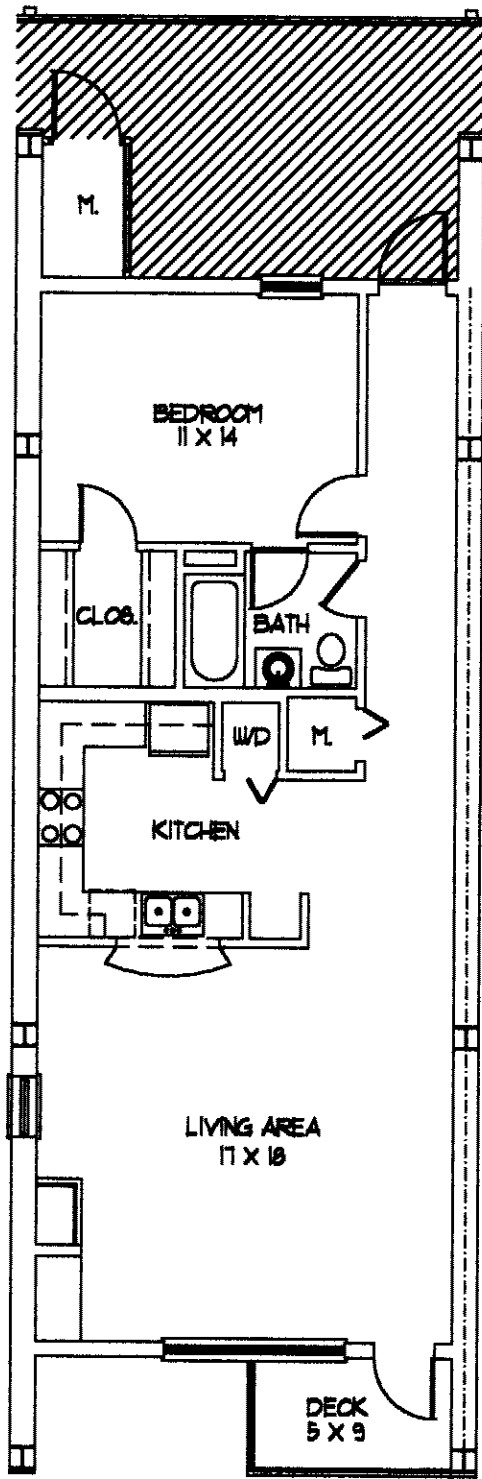 M.
BEDROOM
11 X 14
CLOS.
BATH
W/D
M.
KITCHEN
LIVING AREA
17 X 18
DECK
5 X 9